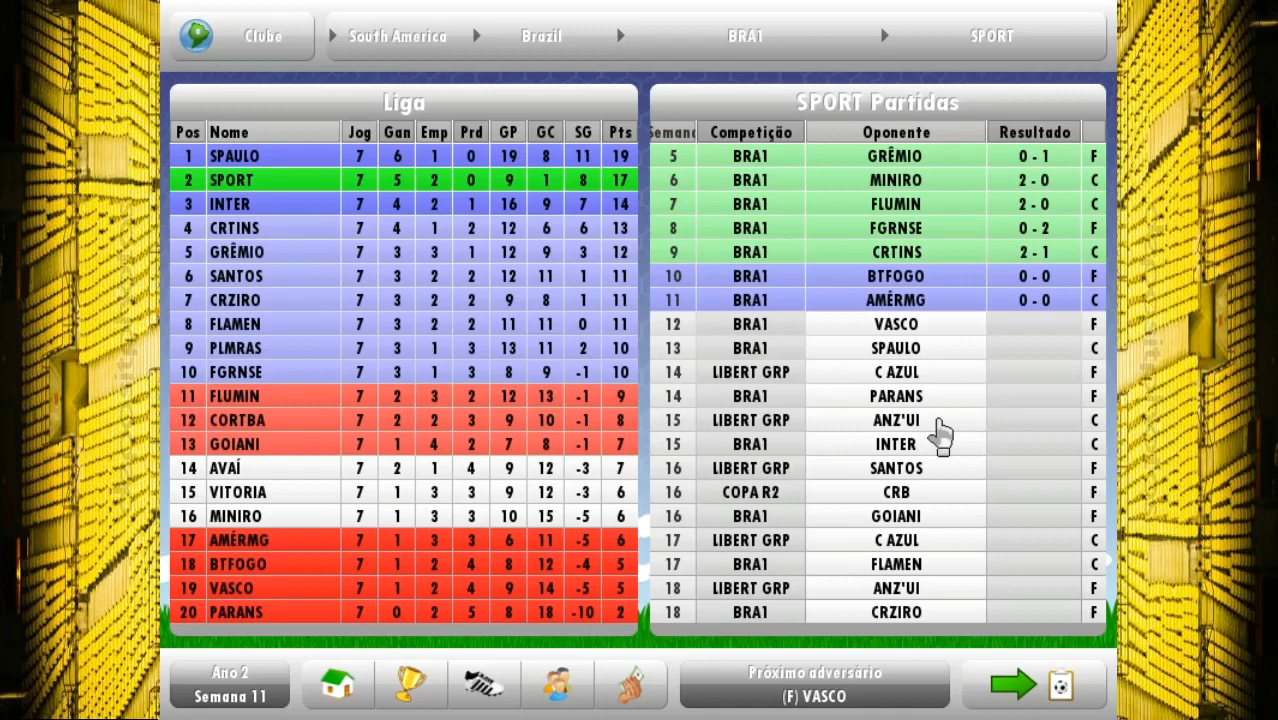 Clube South America Brazil BRA1 SPORT
Liga
Pos Nome Jog Gan Emp Prd GP GC SG Pts
1 SPAULO 7 6 1 0 19 8 11 19
2 SPORT 7 5 2 0 9 1 8 17
3 INTER 7 4 2 1 16 9 7 14
4 CRTINS 7 4 1 2 12 6 6 13
5 GRÊMIO 7 3 3 1 12 9 3 12
6 SANTOS 7 3 2 2 12 11 1 11
7 CRZIRO 7 3 2 2 9 8 1 11
8 FLAMEN 7 3 2 2 11 11 0 11
9 PLMRAS 7 3 1 3 13 11 2 10
10 FGRNSE 7 3 1 3 8 9 -1 10
11 FLUMIN 7 2 3 2 12 13 -1 9
12 CORTBA 7 2 2 3 9 10 -1 8
13 GOIANI 7 1 4 2 7 8 -1 7
14 AVAÍ 7 2 1 4 9 12 -3 7
15 VITORIA 7 1 3 3 9 12 -3 6
16 MINIRO 7 1 3 3 10 15 -5 6
17 AMÉRMG 7 1 3 3 6 11 -5 6
18 BTFOGO 7 1 2 4 8 12 -4 5
19 VASCO 7 1 2 4 9 14 -5 5
20 PARANS 7 0 2 5 8 18 -10 2
SPORT Partidas
Semana Competição Oponente Resultado
5 BRA1 GRÊMIO 0 - 1 F
6 BRA1 MINIRO 2 - 0 C
7 BRA1 FLUMIN 2 - 0 C
8 BRA1 FGRNSE 0 - 2 F
9 BRA1 CRTINS 2 - 1 C
10 BRA1 BTFOGO 0 - 0 F
11 BRA1 AMÉRMG 0 - 0 C
12 BRA1 VASCO F
13 BRA1 SPAULO C
14 LIBERT GRP C AZUL F
14 BRA1 PARANS F
15 LIBERT GRP ANZ'UI C
15 BRA1 INTER C
16 LIBERT GRP SANTOS F
16 COPA R2 CRB F
16 BRA1 GOIANI F
17 LIBERT GRP C AZUL C
17 BRA1 FLAMEN C
18 LIBERT GRP ANZ'UI F
18 BRA1 CRZIRO F
Ano 2
Semana 11
Próximo adversário
(F) VASCO